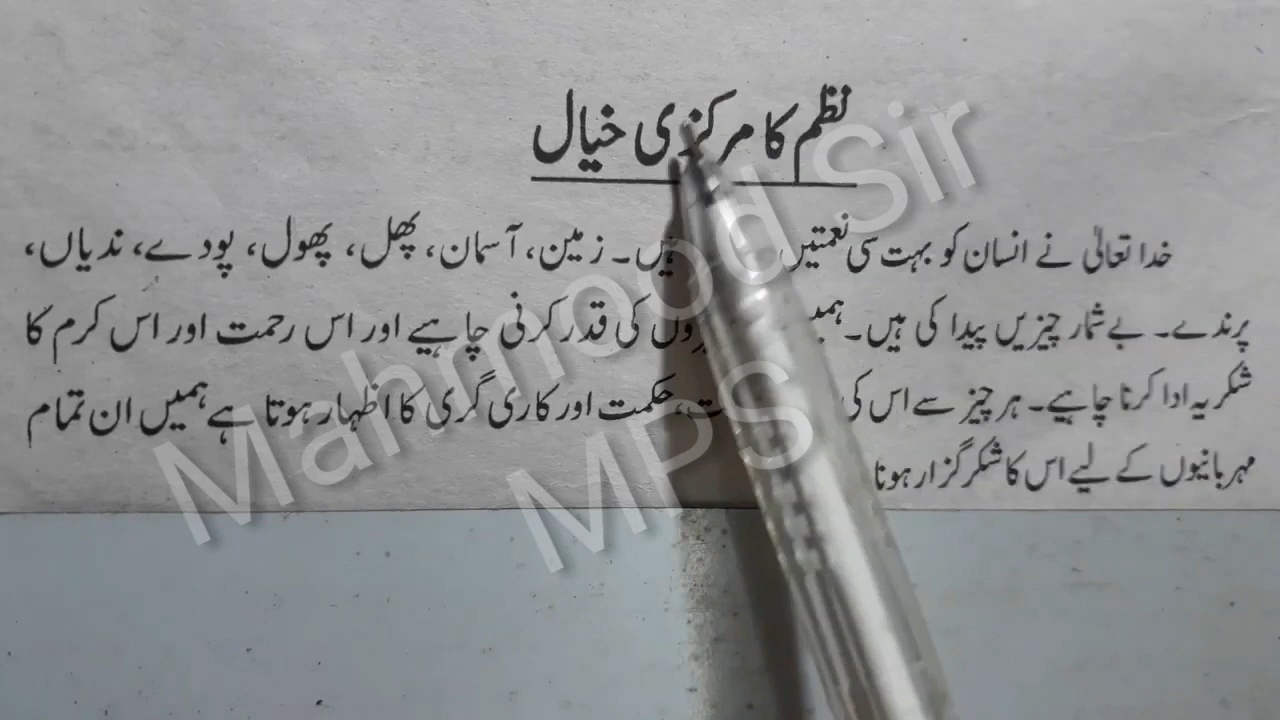 نظم کا مرکزی خیال
خدا تعالیٰ نے انسان کو بہت سی نعمتیں ہیں۔ زمین، آسمان، پھل، پھول، پودے، ندیاں،
پرندے۔ بے شمار چیزیں پیدا کی ہیں۔ کی قدر کرنی چاہیے اور اس رحمت اور اس کرم کا
شکریہ ادا کرنا چاہیے۔ ہر چیز سے اس کی حکمت اور کاری گری کا اظہار ہوتا ہے ہمیں ان تمام
مہربانیوں کے لیے اس کا شکر گزار ہونا
Mahmood Sir
MPS